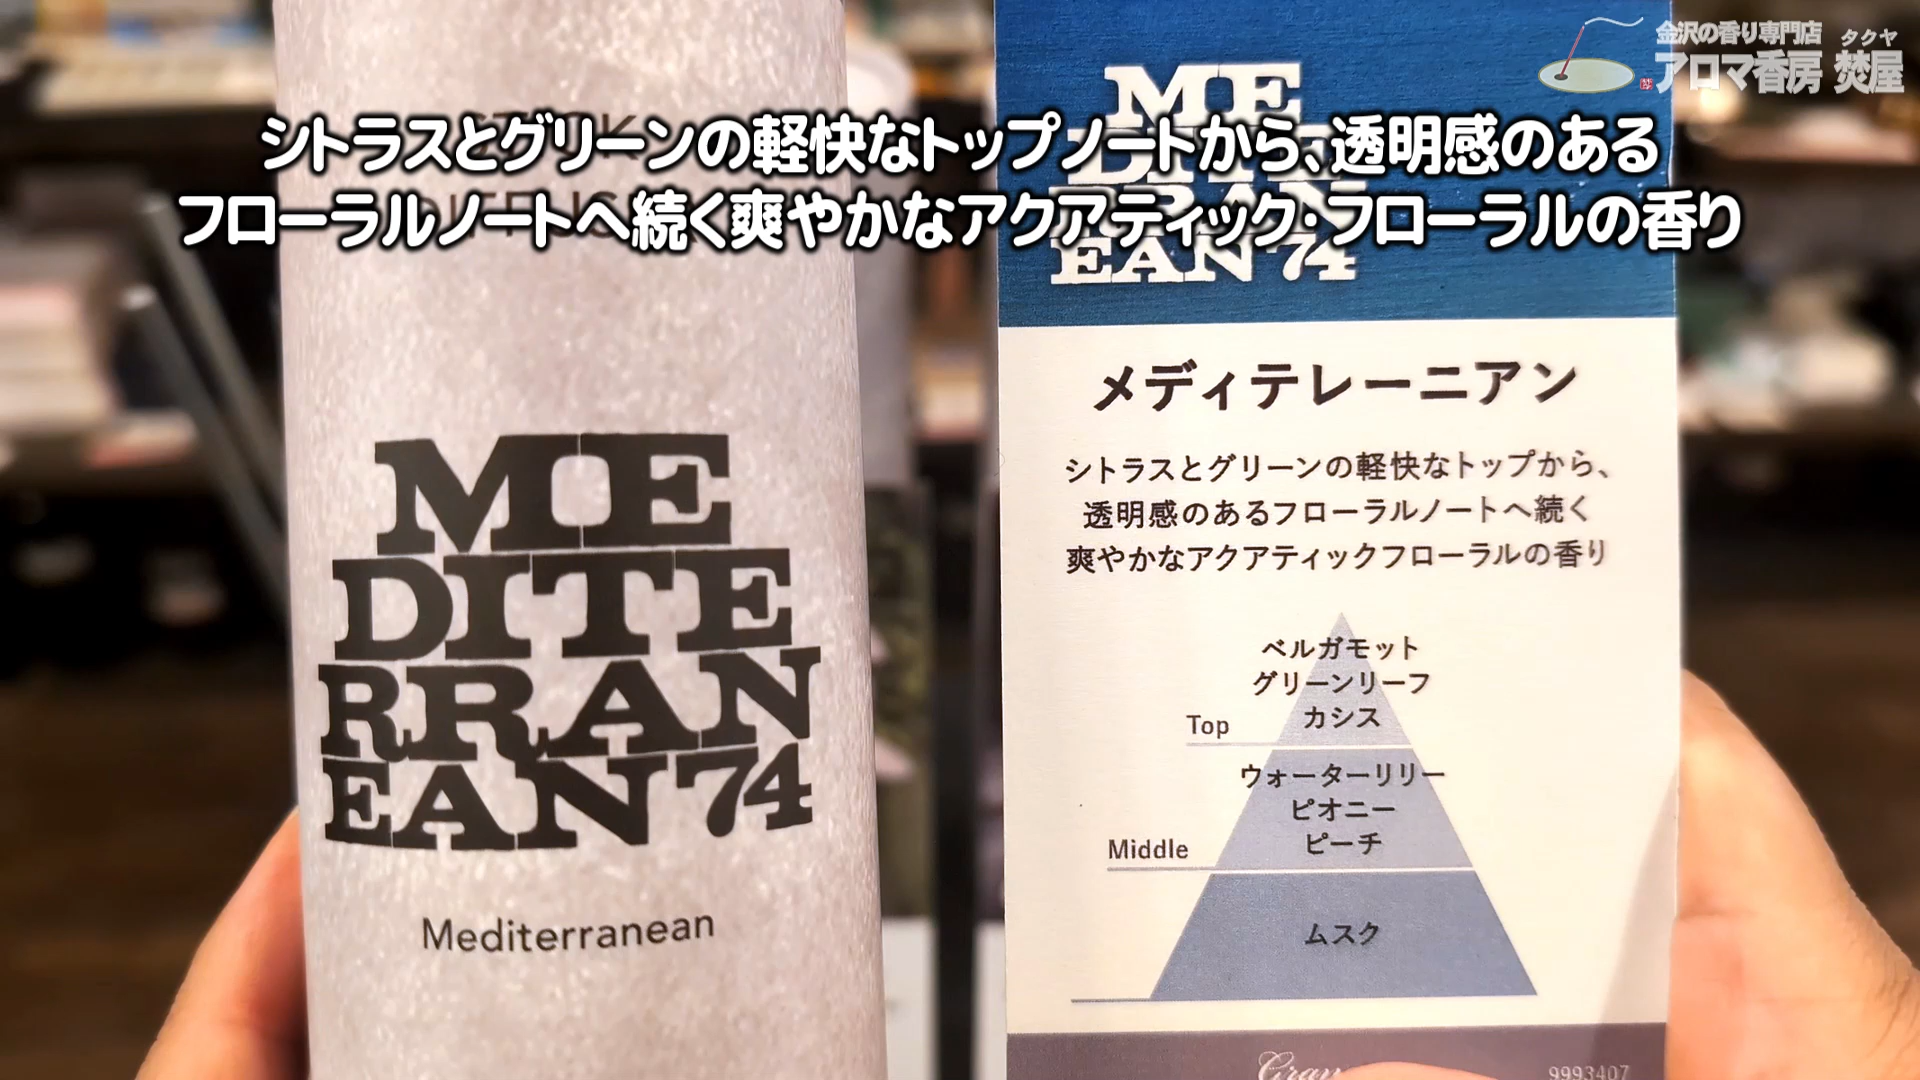 金沢の香り専門店
タクヤ
アロマ香房 焚屋
シトラスとグリーンの軽快なトップノートから、透明感のある
フローラルノートへ続く爽やかなアクアティック・フローラルの香り
ME
DITE
RRAN
EAN'74
Mediterranean
ME
DITE
RRAN
EAN'74
メディテレーニアン
シトラスとグリーンの軽快なトップから、
透明感のあるフローラルノートへ続く
爽やかなアクアティックフローラルの香り
ベルガモット
グリーンリーフ
カシス
Top
ウォーターリリー
ピオニー
ピーチ
Middle
ムスク
9993407